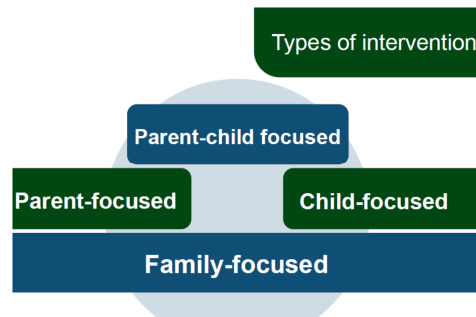 Types of intervention
Parent-child focused
Parent-focused
Child-focused
Family-focused